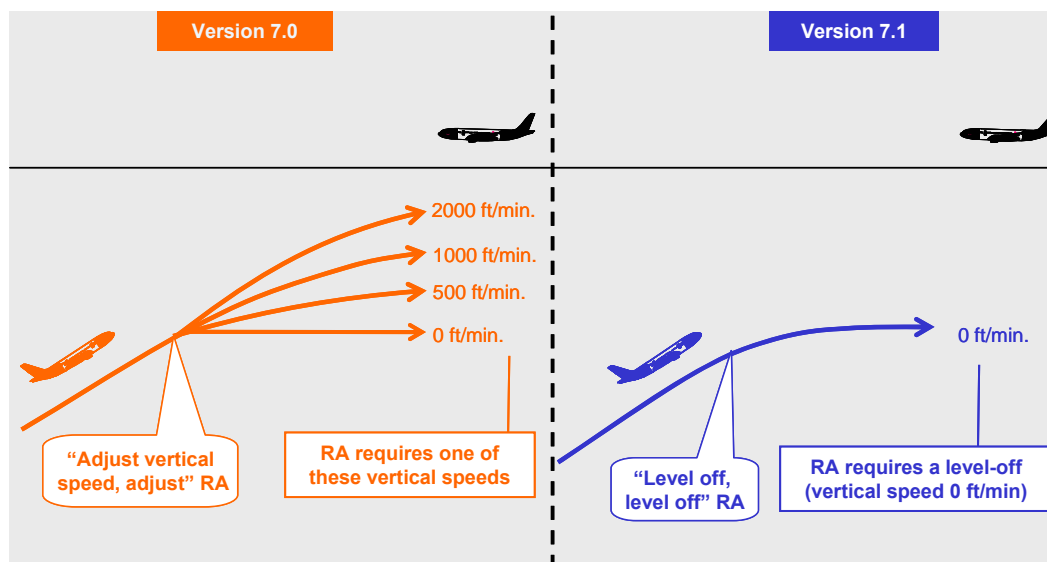 Version 7.0
2000 ft/min.
1000 ft/min.
500 ft/min.
0 ft/min.
“Adjust vertical
speed, adjust” RA
RA requires one of
these vertical speeds
Version 7.1
0 ft/min.
“Level off,
level off” RA
RA requires a level-off
(vertical speed 0 ft/min)